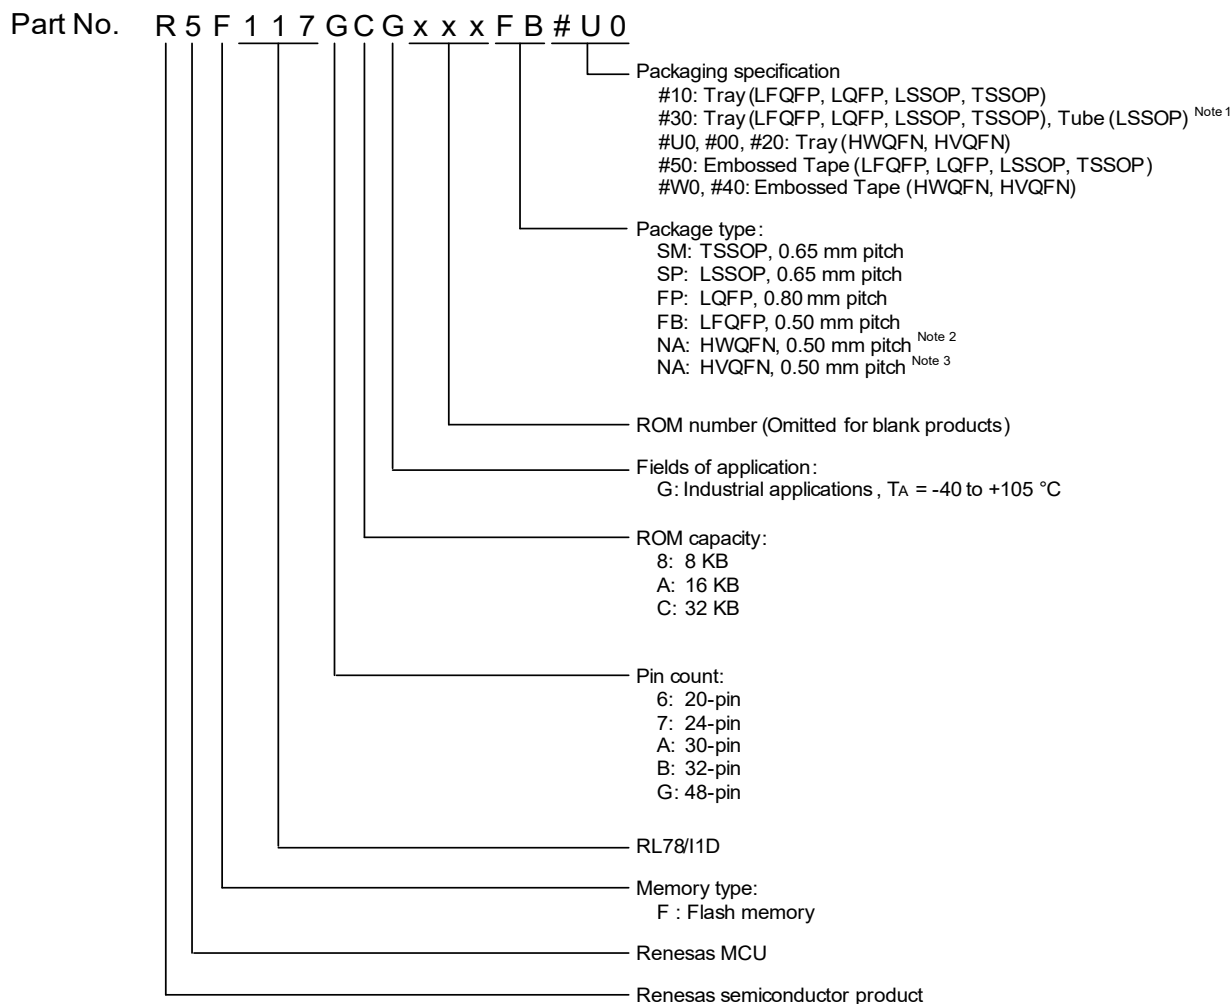 Part No. R 5 F 1 1 7 G C G x x x F B # U 0
Packaging specification
#10: Tray (LFQFP, LQFP, LSSOP, TSSOP)
#30: Tray (LFQFP, LQFP, LSSOP, TSSOP), Tube (LSSOP) Note 1
#U0, #00, #20: Tray (HWQFN, HVQFN)
#50: Embossed Tape (LFQFP, LQFP, LSSOP, TSSOP)
#W0, #40: Embossed Tape (HWQFN, HVQFN)
Package type:
SM: TSSOP, 0.65 mm pitch
SP: LSSOP, 0.65 mm pitch
FP: LQFP, 0.80 mm pitch
FB: LFQFP, 0.50 mm pitch
NA: HWQFN, 0.50 mm pitch Note 2
NA: HVQFN, 0.50 mm pitch Note 3
ROM number (Omitted for blank products)
Fields of application:
G: Industrial applications, TA = -40 to +105 °C
ROM capacity:
8: 8 KB
A: 16 KB
C: 32 KB
Pin count:
6: 20-pin
7: 24-pin
A: 30-pin
B: 32-pin
G: 48-pin
RL78/I1D
Memory type:
F : Flash memory
Renesas MCU
Renesas semiconductor product